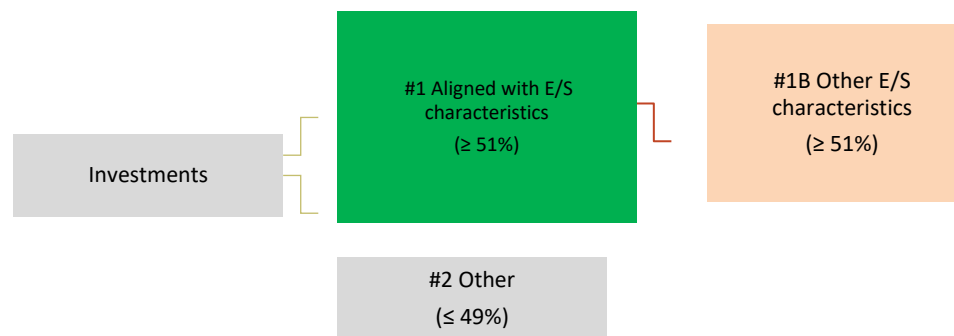 #1 Aligned with E/S
characteristics
(≥ 51%)
#1B Other E/S
characteristics
(≥ 51%)
Investments
#2 Other
(≤ 49%)